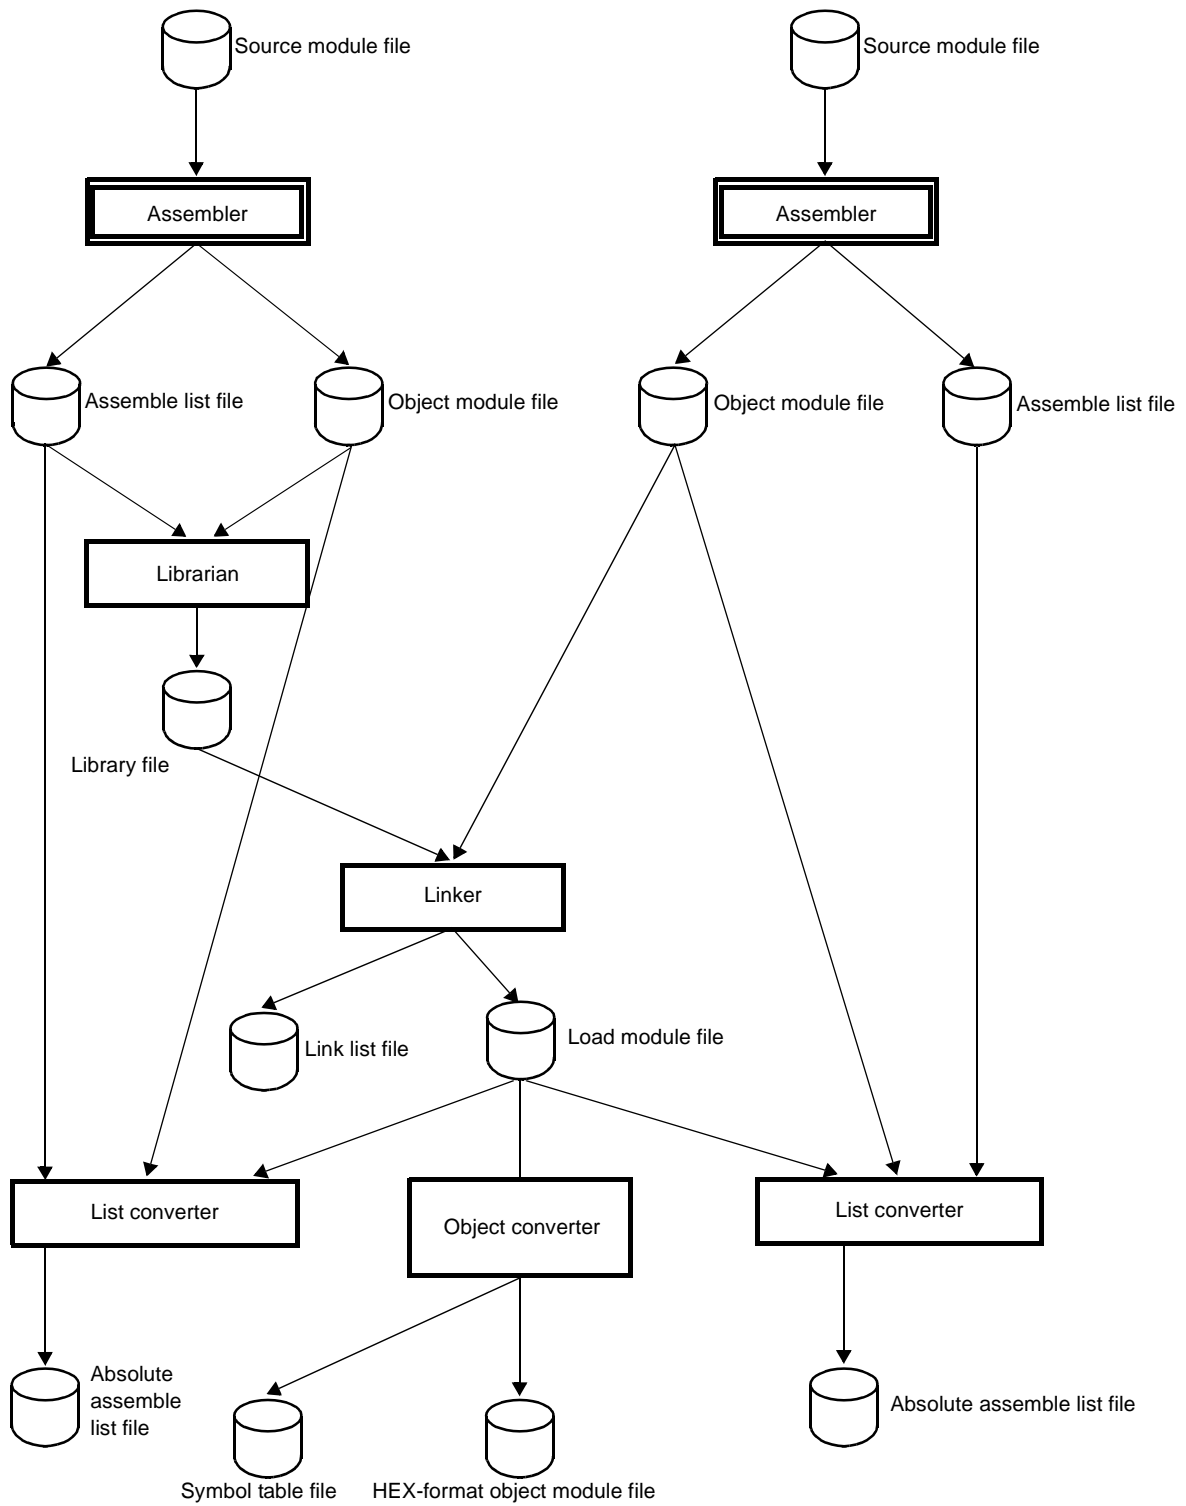 Source module file
Source module file
Assembler
Assembler
Assemble list file
Object module file
Object module file
Assemble list file
Librarian
Library file
Linker
Link list file
Load module file
List converter
Object converter
List converter
Absolute
assemble
list file
Absolute assemble list file
Symbol table file
HEX-format object module file